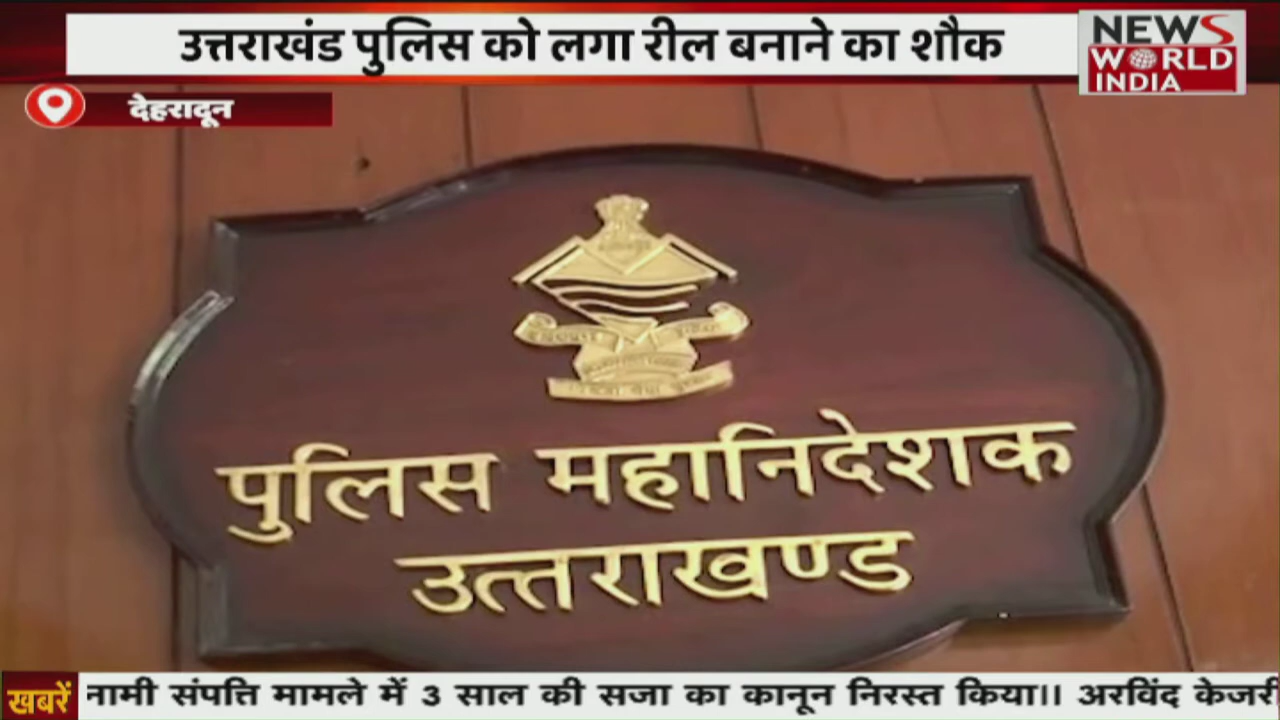 उत्तराखंड पुलिस को लगा रील बनाने का शौक
NEWS
WORLD
INDIA
देहरादून
पुलिस महानिदेशक
उत्तराखण्ड
खबरें
नामी संपत्ति मामले में 3 साल की सजा का कानून निरस्त किया।। अरविंद केजरी